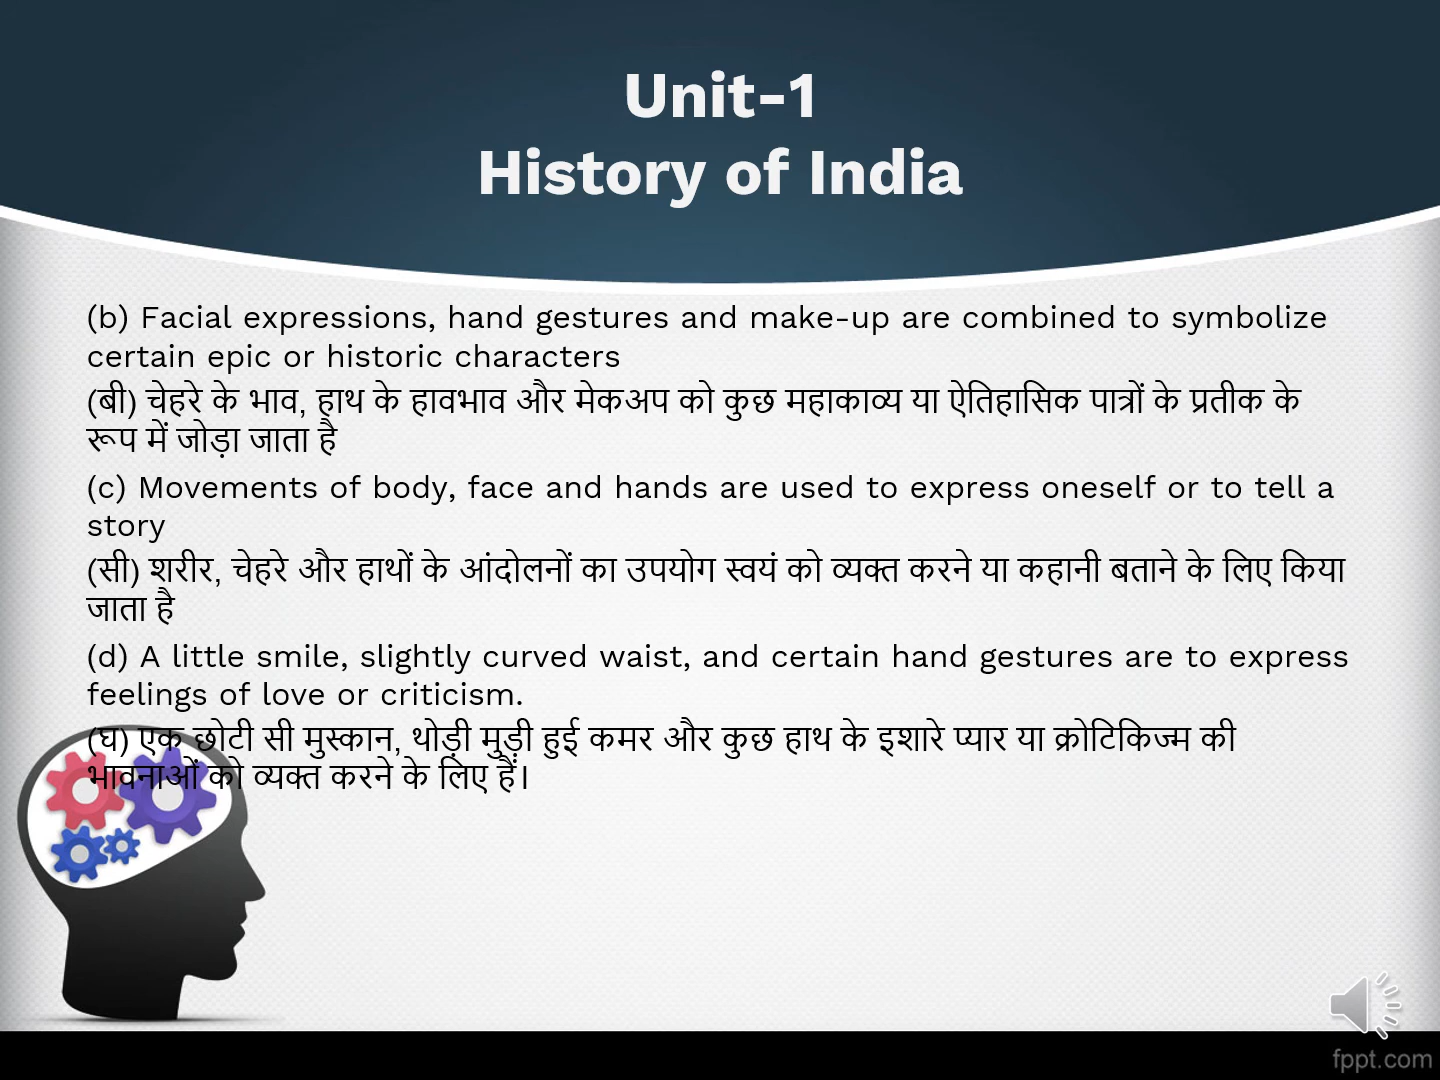 Unit-1
History of India
(b) Facial expressions, hand gestures and make-up are combined to symbolize
certain epic or historic characters
(बी) चेहरे के भाव, हाथ के हावभाव और मेकअप को कुछ महाकाव्य या ऐतिहासिक पात्रों के प्रतीक के
रूप में जोड़ा जाता है
(c) Movements of body, face and hands are used to express oneself or to tell a
story
(सी) शरीर, चेहरे और हाथों के आंदोलनों का उपयोग स्वयं को व्यक्त करने या कहानी बताने के लिए किया
जाता है
(d) A little smile, slightly curved waist, and certain hand gestures are to express
feelings of love or criticism.
(घ) एक छोटी सी मुस्कान, थोड़ी मुड़ी हुई कमर और कुछ हाथ के इशारे प्यार या क्रोटिकिज्म की
भावनाओं को व्यक्त करने के लिए हैं।
fppt.com